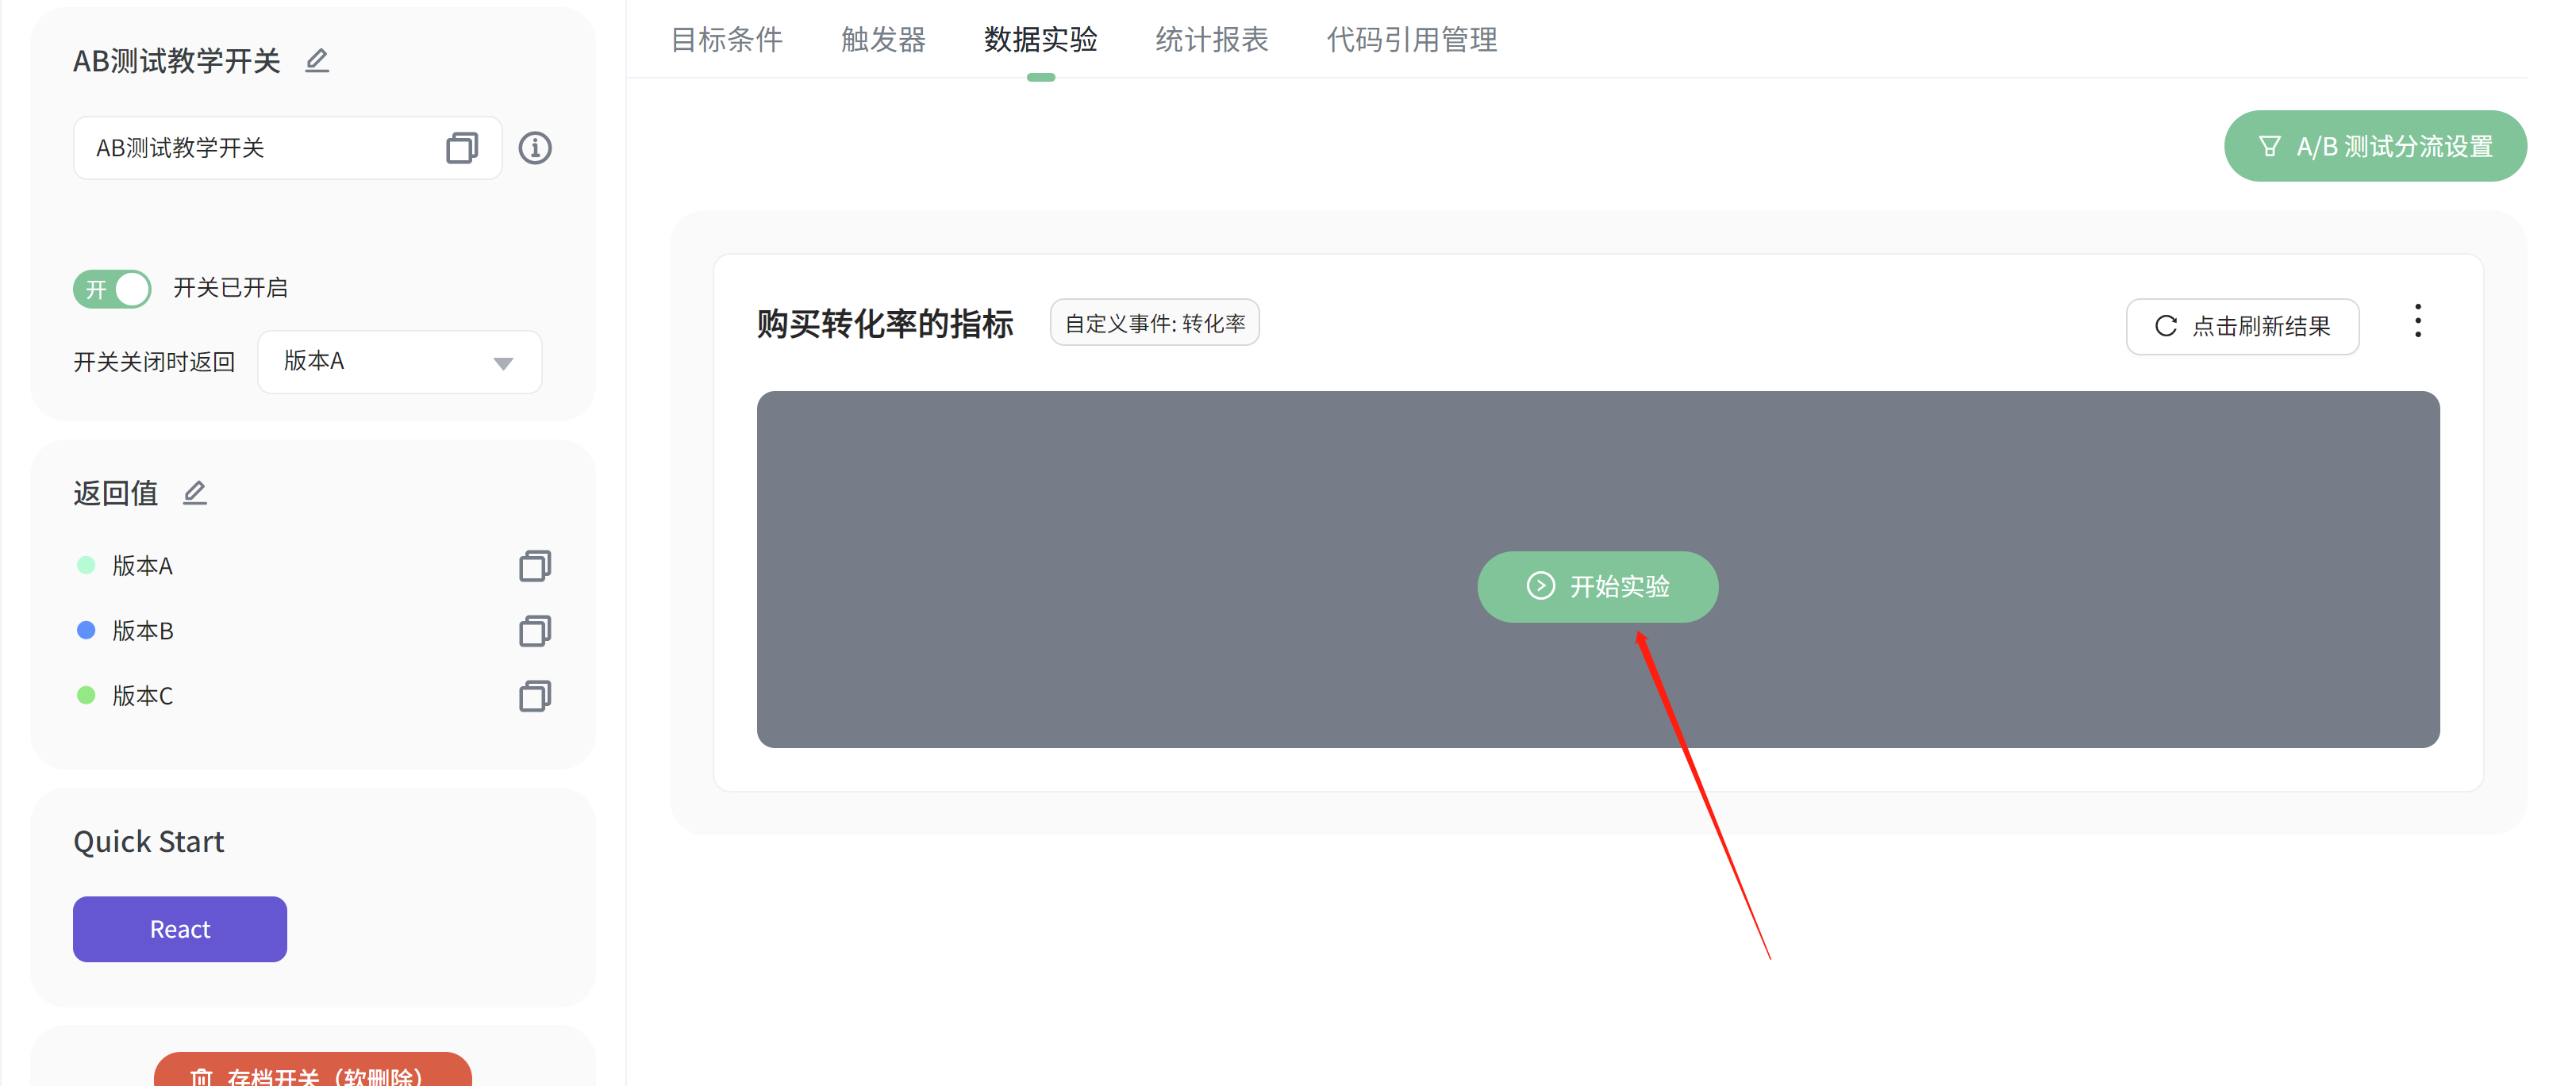 AB测试教学开关
AB测试教学开关
开
开关已开启
开关关闭时返回
版本A
返回值
版本A
版本B
版本C
Quick Start
React
存档开关（软删除）
目标条件
触发器
数据实验
统计报表
代码引用管理
A/B 测试分流设置
购买转化率的指标
自定义事件: 转化率
点击刷新结果
开始实验